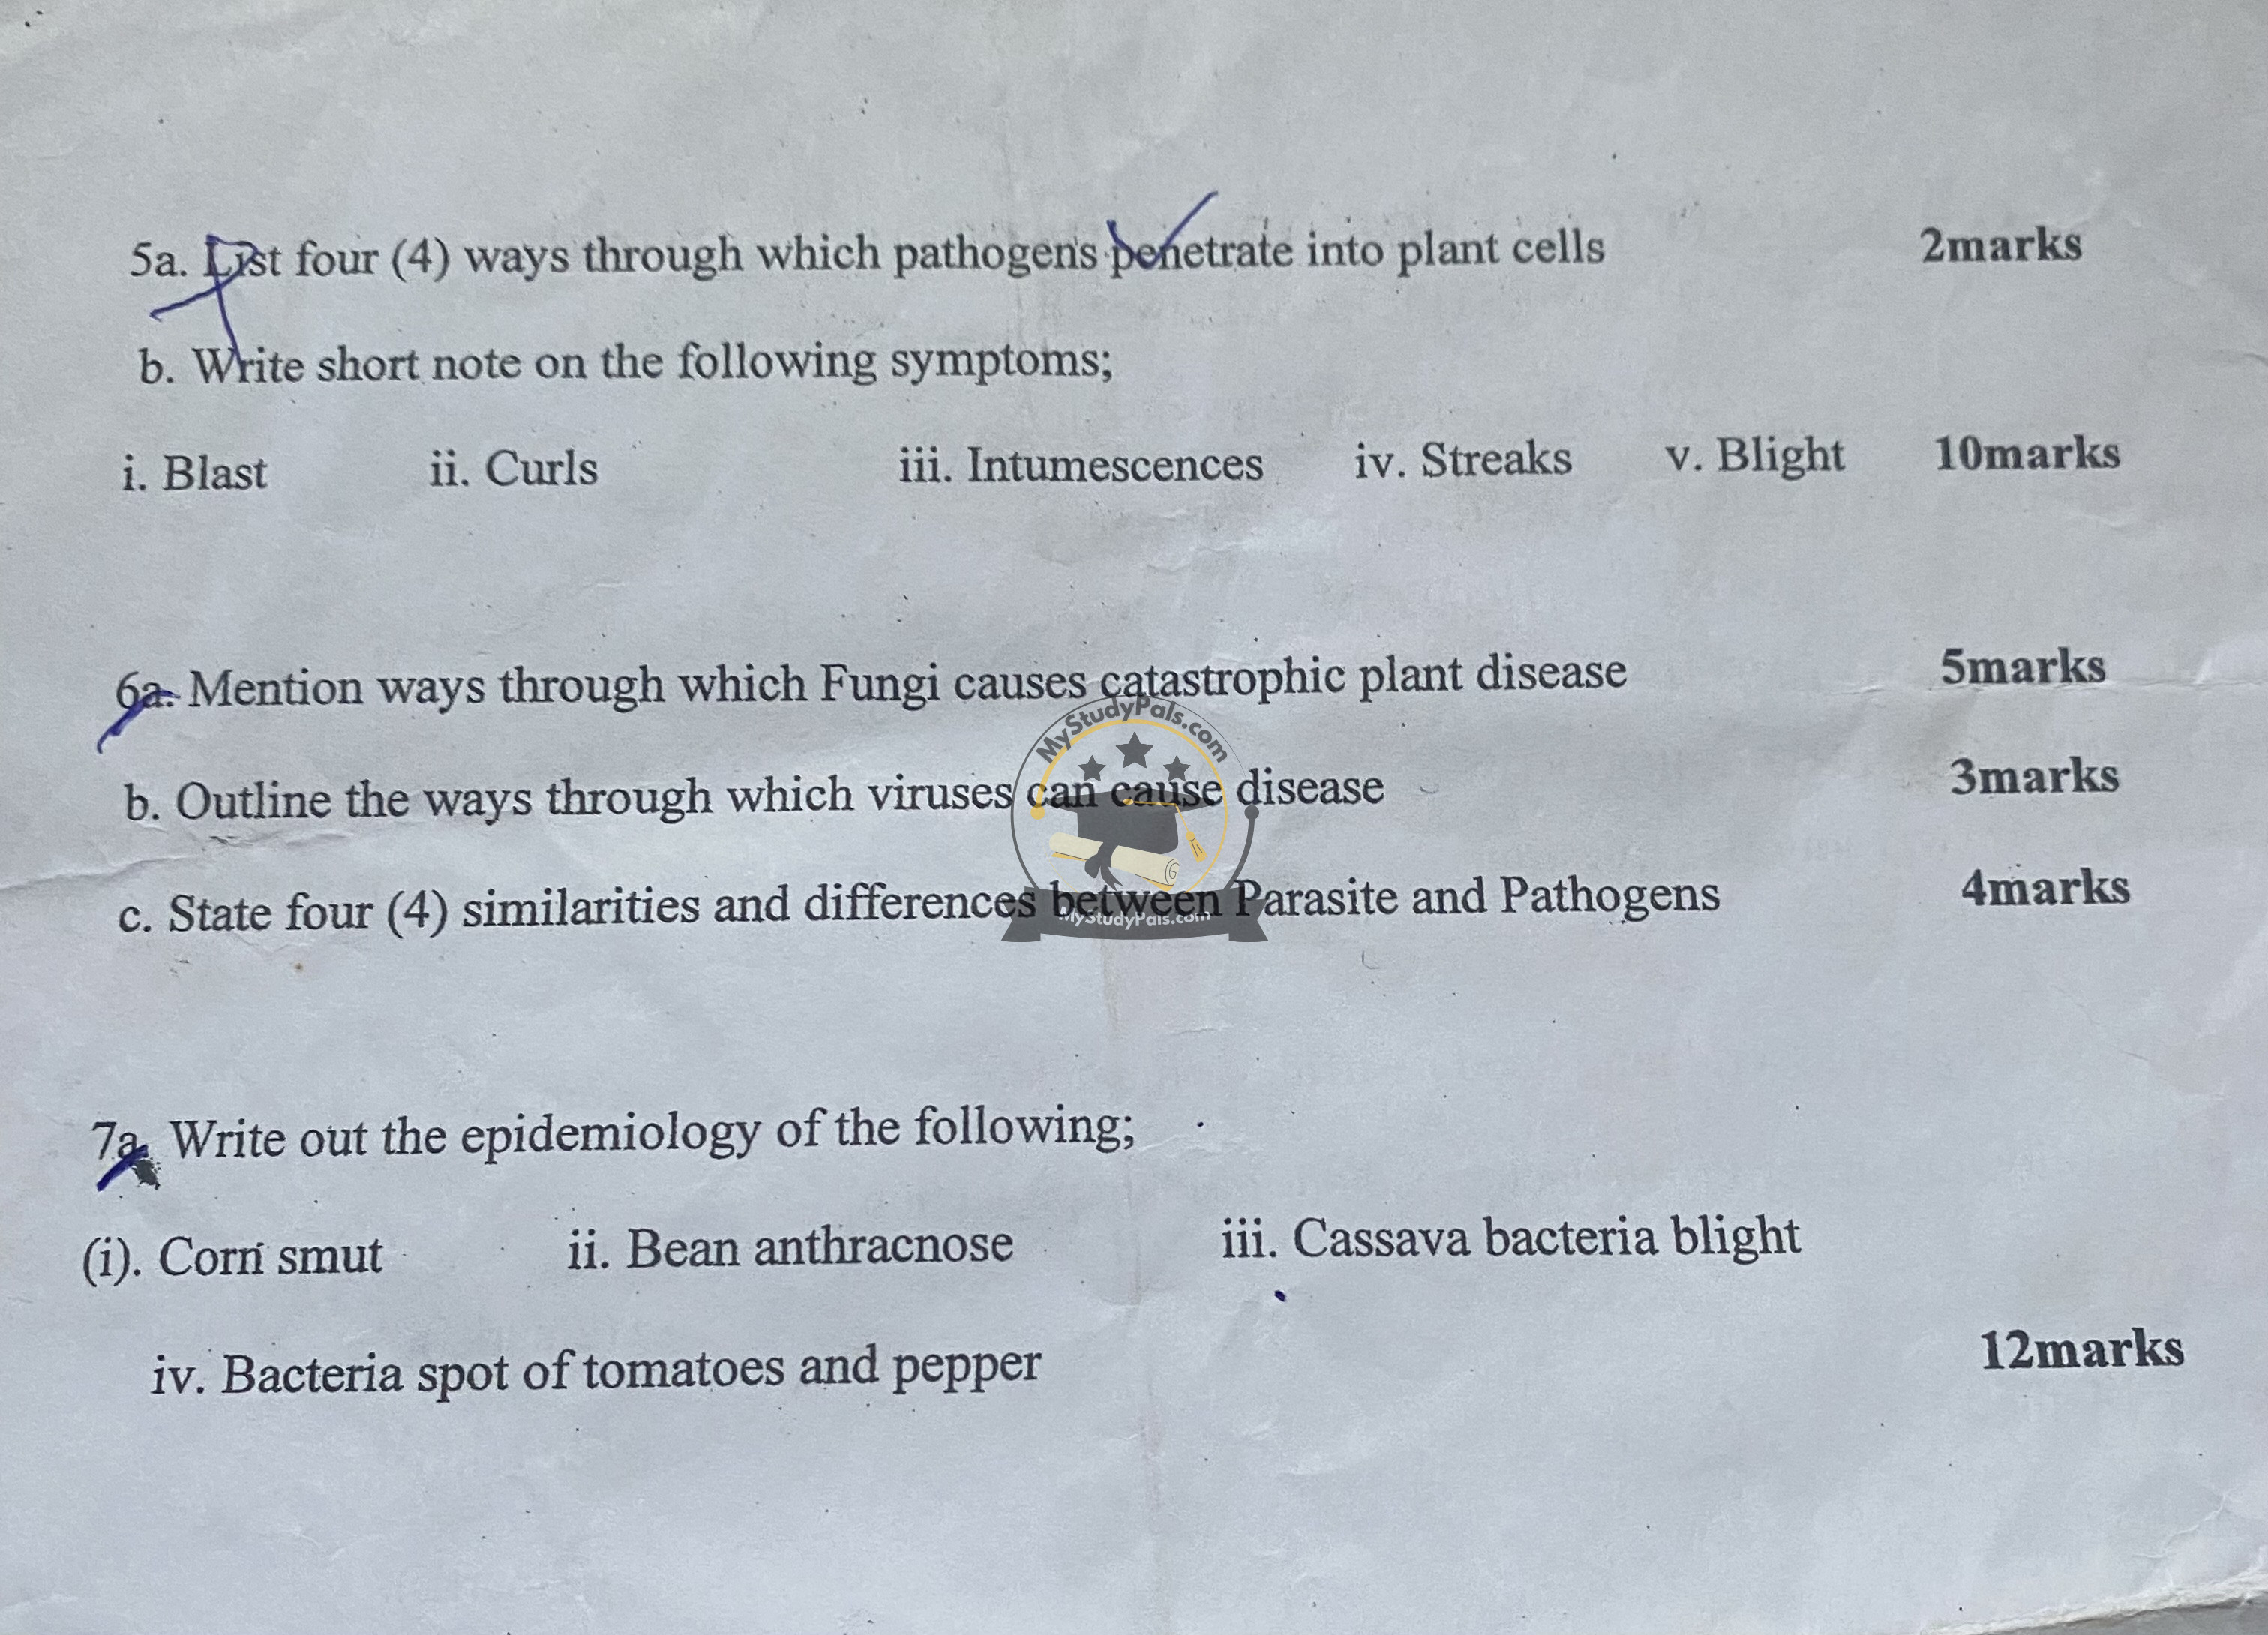 5a. List four (4) ways through which pathogens penetrate into plant cells 2marks
b. Write short note on the following symptoms;
i. Blast ii. Curls iii. Intumescences iv. Streaks v. Blight 10marks
6a. Mention ways through which Fungi causes catastrophic plant disease 5marks
MyStudyPals.com
b. Outline the ways through which viruses can cause disease 3marks
c. State four (4) similarities and differences between Parasite and Pathogens 4marks
MyStudyPals.com
7a. Write out the epidemiology of the following;
(i). Corn smut ii. Bean anthracnose iii. Cassava bacteria blight
iv. Bacteria spot of tomatoes and pepper 12marks